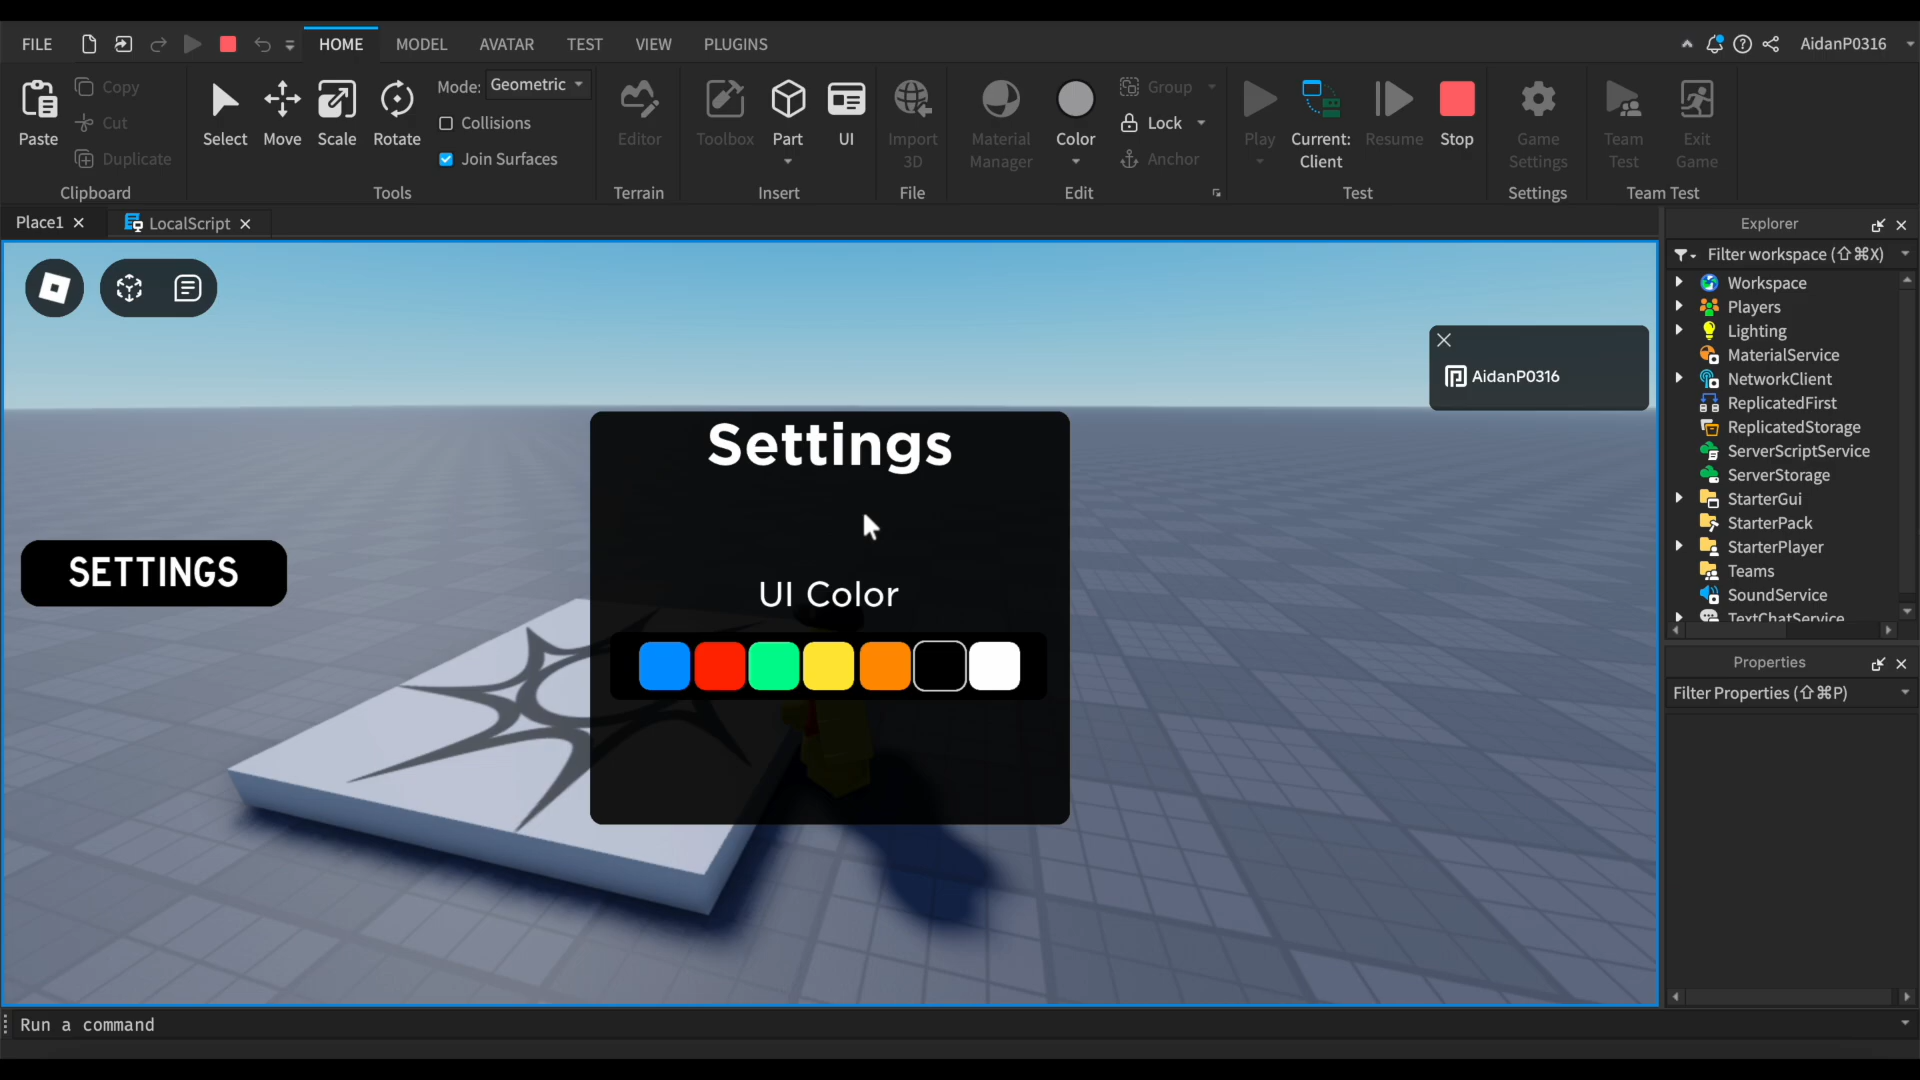 FILE
HOME
MODEL
AVATAR
TEST
VIEW
PLUGINS
AidanP0316
Paste
Copy
Cut
Duplicate
Clipboard
Select
Move
Scale
Rotate
Mode: Geometric
Collisions
Join Surfaces
Tools
Editor
Terrain
Toolbox
Part
UI
Insert
Import
3D
File
Material
Manager
Color
Group
Lock
Anchor
Edit
Play
Current:
Client
Resume
Stop
Test
Game
Settings
Settings
Team
Test
Exit
Game
Team Test
Place1
LocalScript
Explorer
Filter workspace (⇧⌘X)
Workspace
Players
Lighting
MaterialService
NetworkClient
ReplicatedFirst
ReplicatedStorage
ServerScriptService
ServerStorage
StarterGui
StarterPack
StarterPlayer
Teams
SoundService
TextChatService
Properties
Filter Properties (⇧⌘P)
AidanP0316
Settings
SETTINGS
UI Color
Run a command